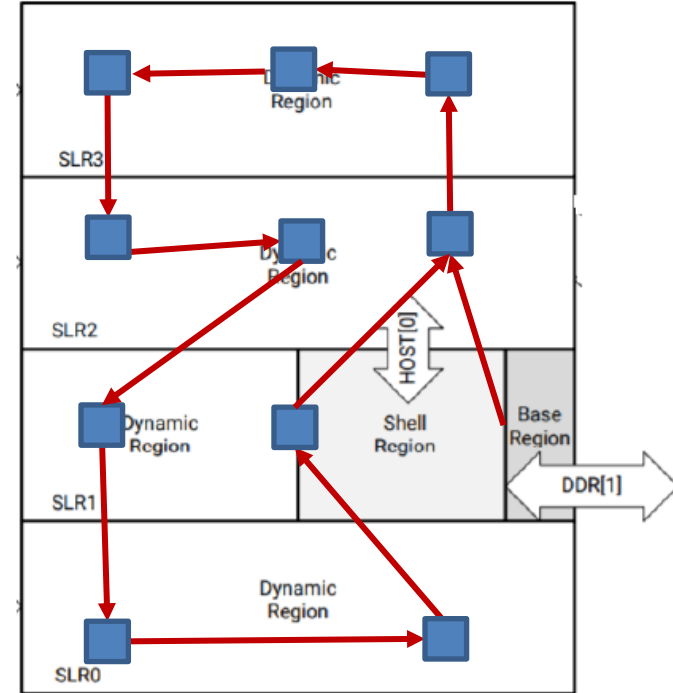 Region
SLR3
Region
SLR2
HOST[0]
Dynamic
Region
Shell
Region
Base
Region
DDR[1]
SLR1
Dynamic
Region
SLR0